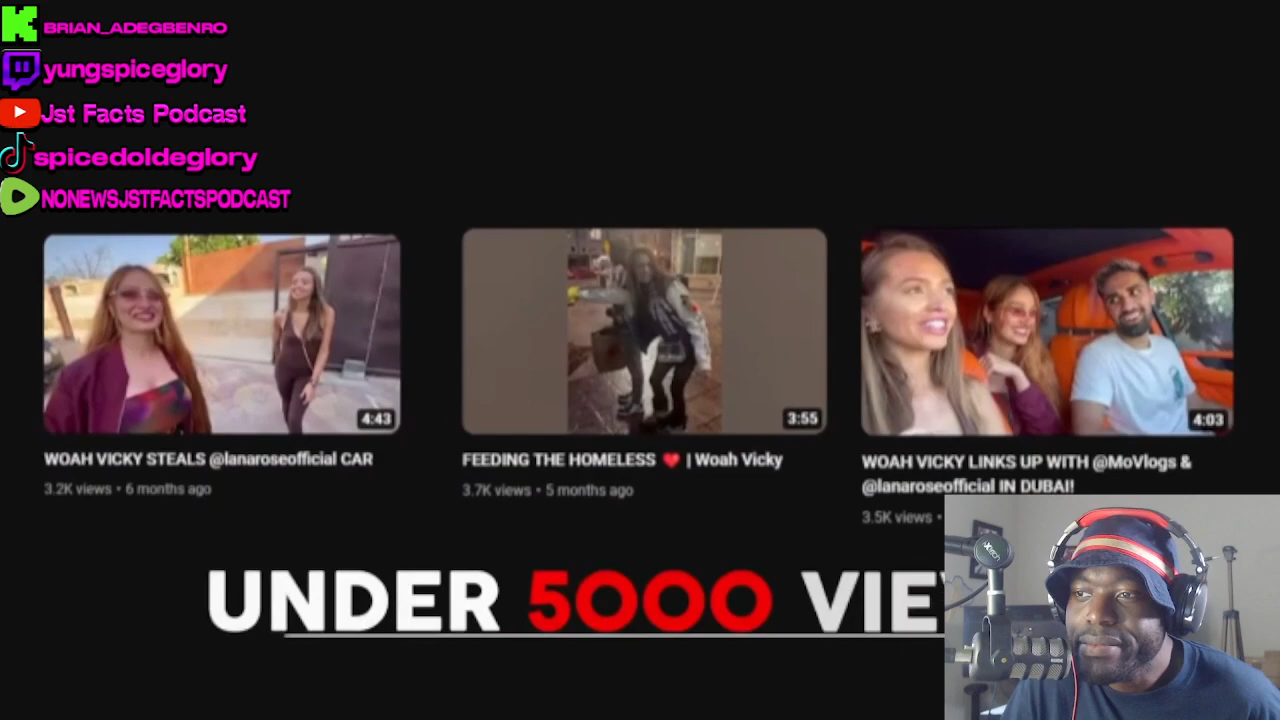 BRIAN_ADEGBENRO
yungspiceglory
Jst Facts Podcast
spicedoldeglory
NONEWSJSTFACTSPODCAST
4:43
3:55
4:03
WOAH VICKY STEALS @lanaroseofficial CAR
3.2K views • 6 months ago
FEEDING THE HOMELESS ❤️ | Woah Vicky
3.7K views • 5 months ago
WOAH VICKY LINKS UP WITH @MoVlogs &
@lanaroseofficial IN DUBAI!
3.5K views •
UNDER 5000 VIE